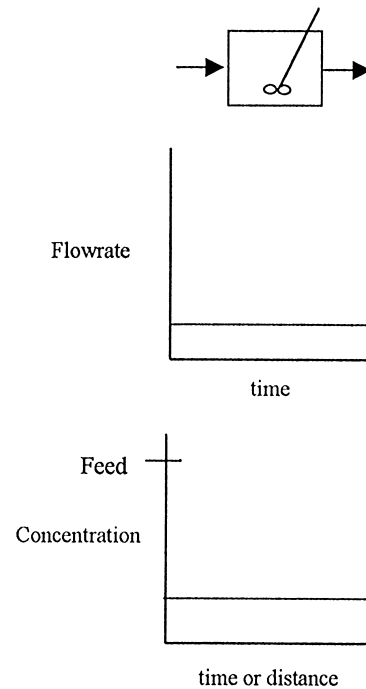 Flowrate
time
Feed
Concentration
time or distance